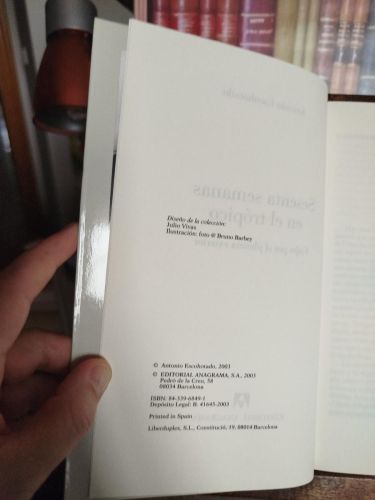 Diseño de la colección:
Julio Vivas
Ilustración: foto © Bruno Barbey
© Antonio Escohotado, 2003
© EDITORIAL ANAGRAMA, S.A., 2003
Pedró de la Creu, 58
08034 Barcelona
ISBN: 84-339-6849-1
Depósito Legal: B. 41645-2003
Printed in Spain
Liberduplex, S.L., Constitució, 19, 08014 Barcelona